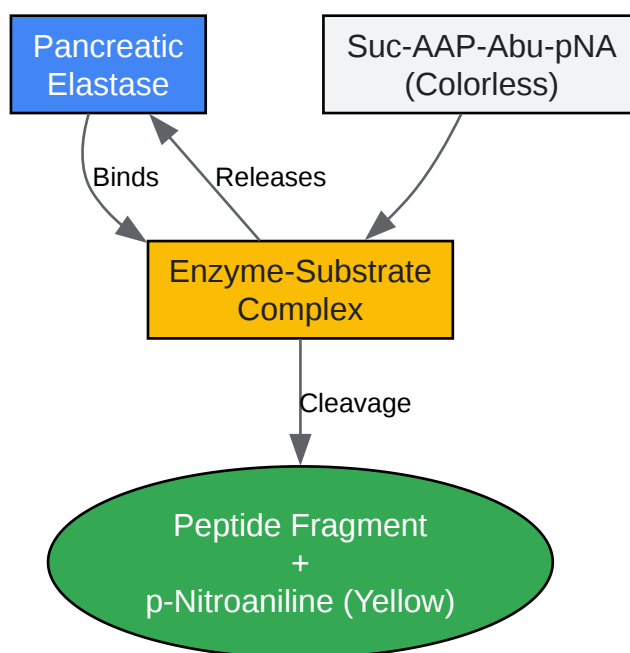 Pancreatic
Elastase
Suc-AAP-Abu-pNA
(Colorless)
Binds
Releases
Enzyme-Substrate
Complex
Cleavage
Peptide Fragment
+
p-Nitroaniline (Yellow)